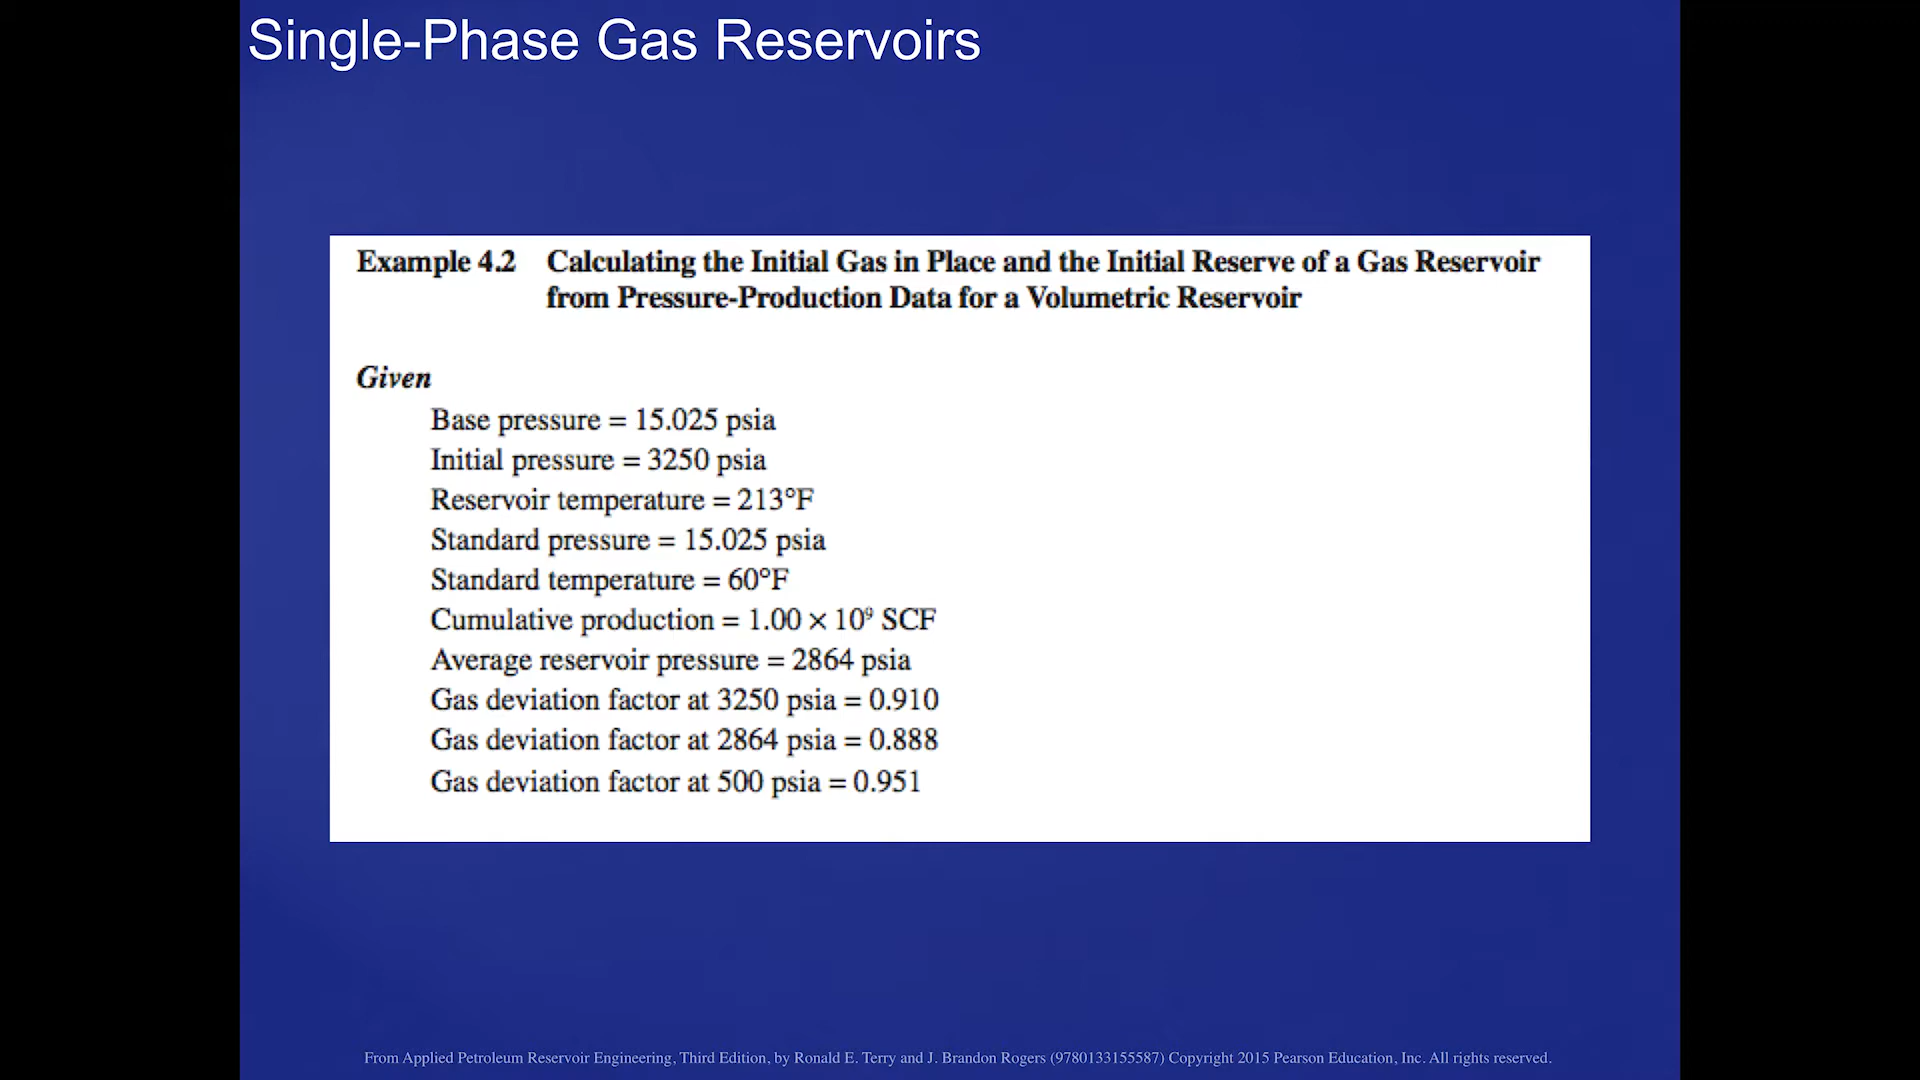 Single-Phase Gas Reservoirs
Example 4.2 Calculating the Initial Gas in Place and the Initial Reserve of a Gas Reservoir
from Pressure-Production Data for a Volumetric Reservoir
Given
Base pressure = 15.025 psia
Initial pressure = 3250 psia
Reservoir temperature = 213°F
Standard pressure = 15.025 psia
Standard temperature = 60°F
Cumulative production = 1.00 × 10⁹ SCF
Average reservoir pressure = 2864 psia
Gas deviation factor at 3250 psia = 0.910
Gas deviation factor at 2864 psia = 0.888
Gas deviation factor at 500 psia = 0.951
From Applied Petroleum Reservoir Engineering, Third Edition, by Ronald E. Terry and J. Brandon Rogers (9780133155587) Copyright 2015 Pearson Education, Inc. All rights reserved.